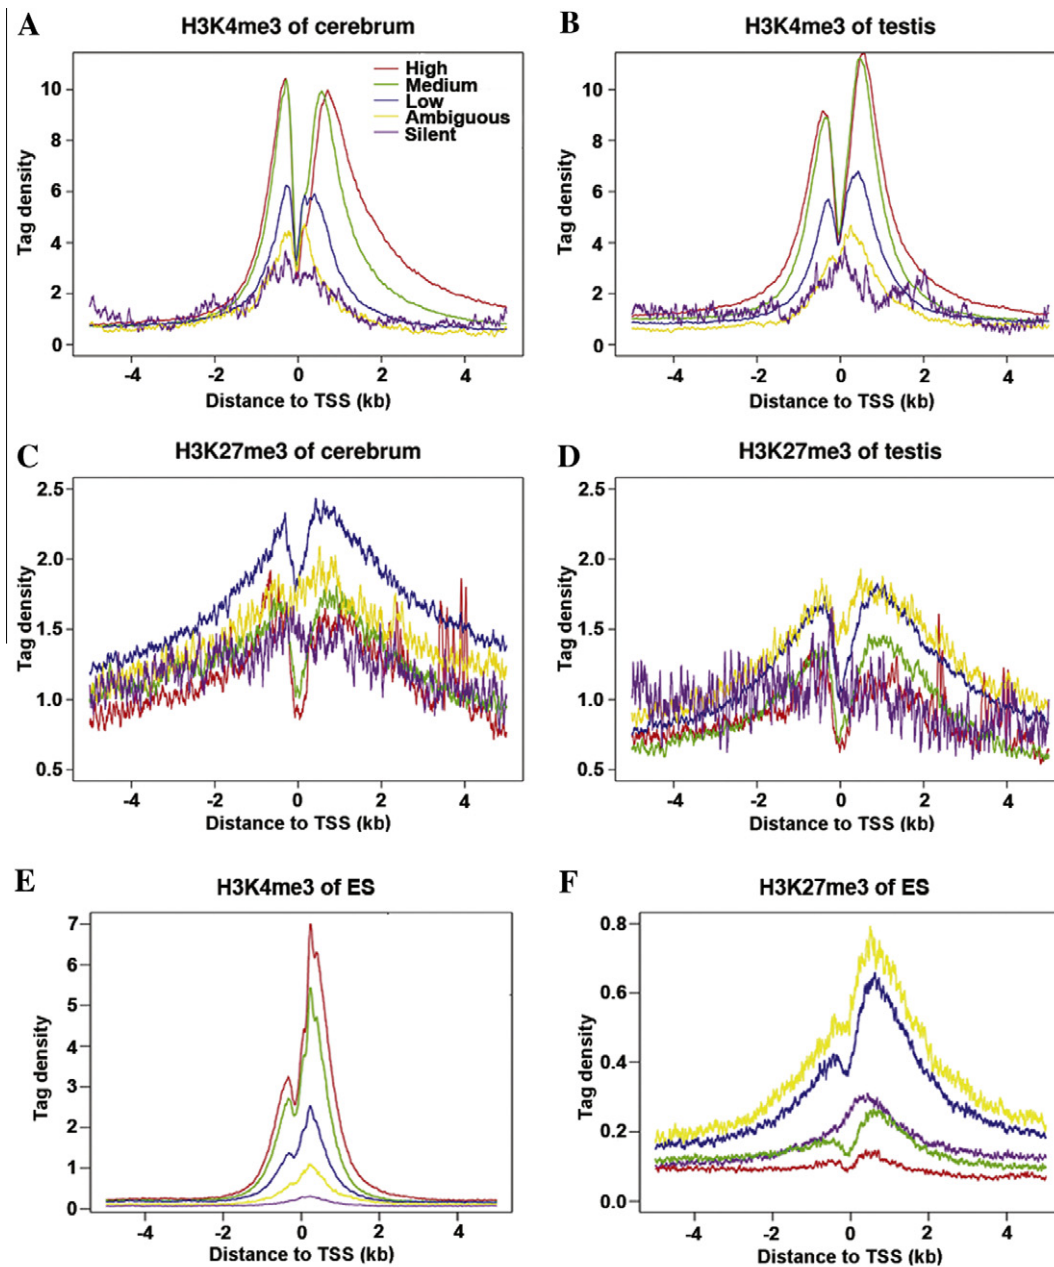 A
H3K4me3 of cerebrum
Tag density
10
8
6
4
2
0
High
Medium
Low
Ambiguous
Silent
-4
-2
0
2
4
Distance to TSS (kb)
B
H3K4me3 of testis
Tag density
10
8
6
4
2
0
-4
-2
0
2
4
Distance to TSS (kb)
C
H3K27me3 of cerebrum
Tag density
2.5
2.0
1.5
1.0
0.5
-4
-2
0
2
4
Distance to TSS (kb)
D
H3K27me3 of testis
Tag density
2.5
2.0
1.5
1.0
0.5
-4
-2
0
2
4
Distance to TSS (kb)
E
H3K4me3 of ES
Tag density
7
6
5
4
3
2
1
0
-4
-2
0
2
4
Distance to TSS (kb)
F
H3K27me3 of ES
Tag density
0.8
0.6
0.4
0.2
0.0
-4
-2
0
2
4
Distance to TSS (kb)